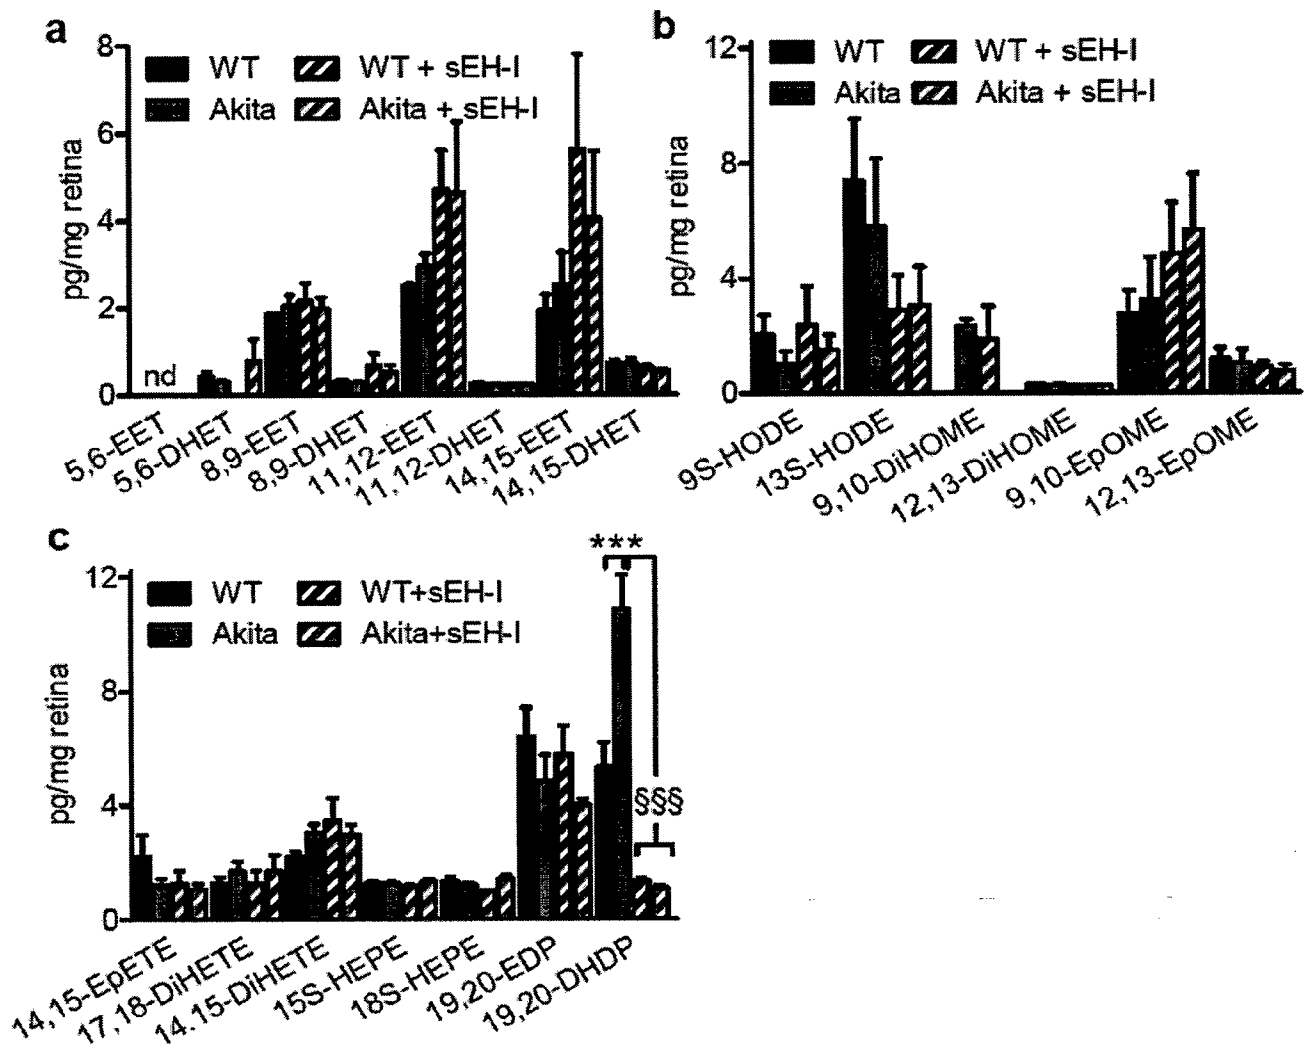 a
8
6
4
2
0
pg/mg retina
WT
WT + sEH-I
Akita
Akita + sEH-I
nd
5,6-EET
5,6-DHET
8,9-EET
8,9-DHET
11,12-EET
11,12-DHET
14,15-EET
14,15-DHET
b
12
8
4
0
pg/mg retina
WT
WT + sEH-I
Akita
Akita + sEH-I
9S-HODE
13S-HODE
9,10-DiHOME
12,13-DiHOME
9,10-EpOME
12,13-EpOME
c
12
8
4
0
pg/mg retina
WT
WT+sEH-I
Akita
Akita+sEH-I
***
§§§
14,15-EpETE
17,18-DiHETE
14.15-DiHETE
15S-HEPE
18S-HEPE
19,20-EDP
19,20-DHDP